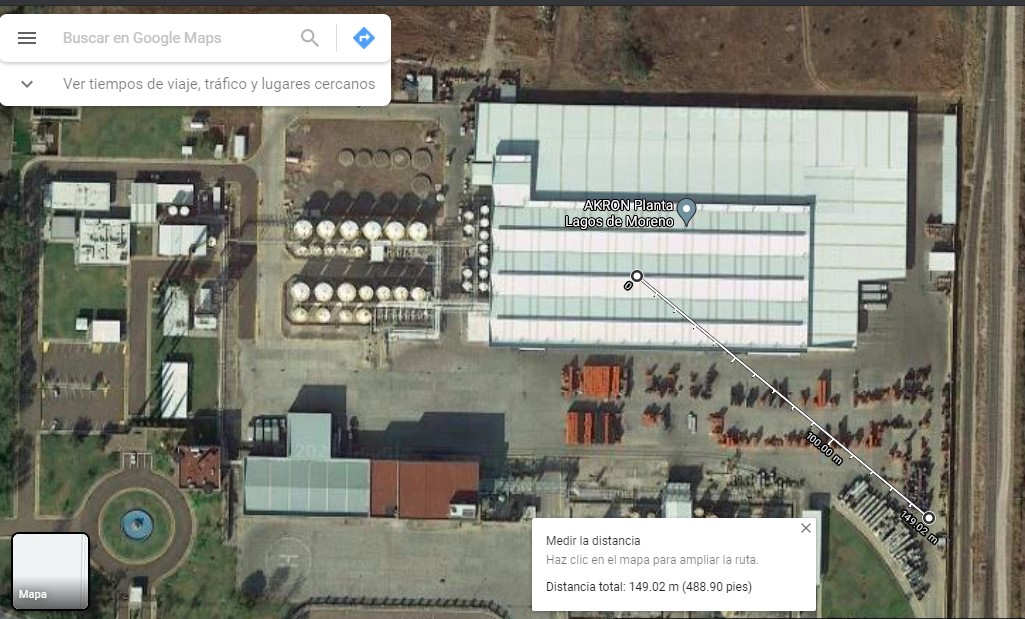 Buscar en Google Maps
Ver tiempos de viaje, tráfico y lugares cercanos
AKRON Planta
Lagos de Moreno
0
100.00 m
149.02 m
H
Medir la distancia
Haz clic en el mapa para ampliar la ruta.
Distancia total: 149.02 m (488.90 pies)
Mapa